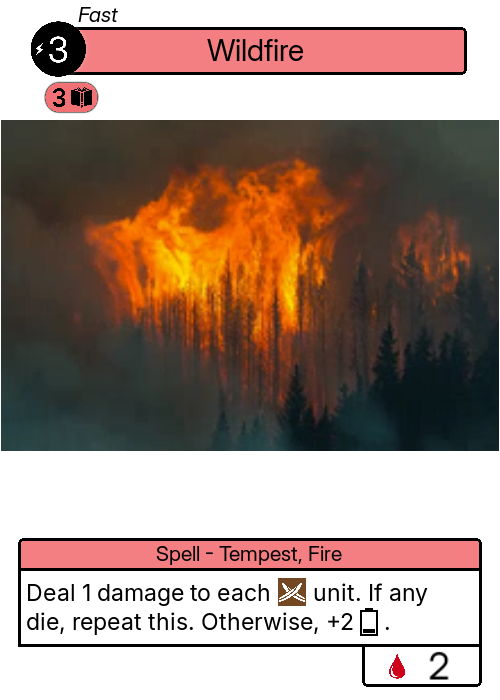 Fast
3
Wildfire
3
Spell - Tempest, Fire
Deal 1 damage to each unit. If any
die, repeat this. Otherwise, +2 .
2